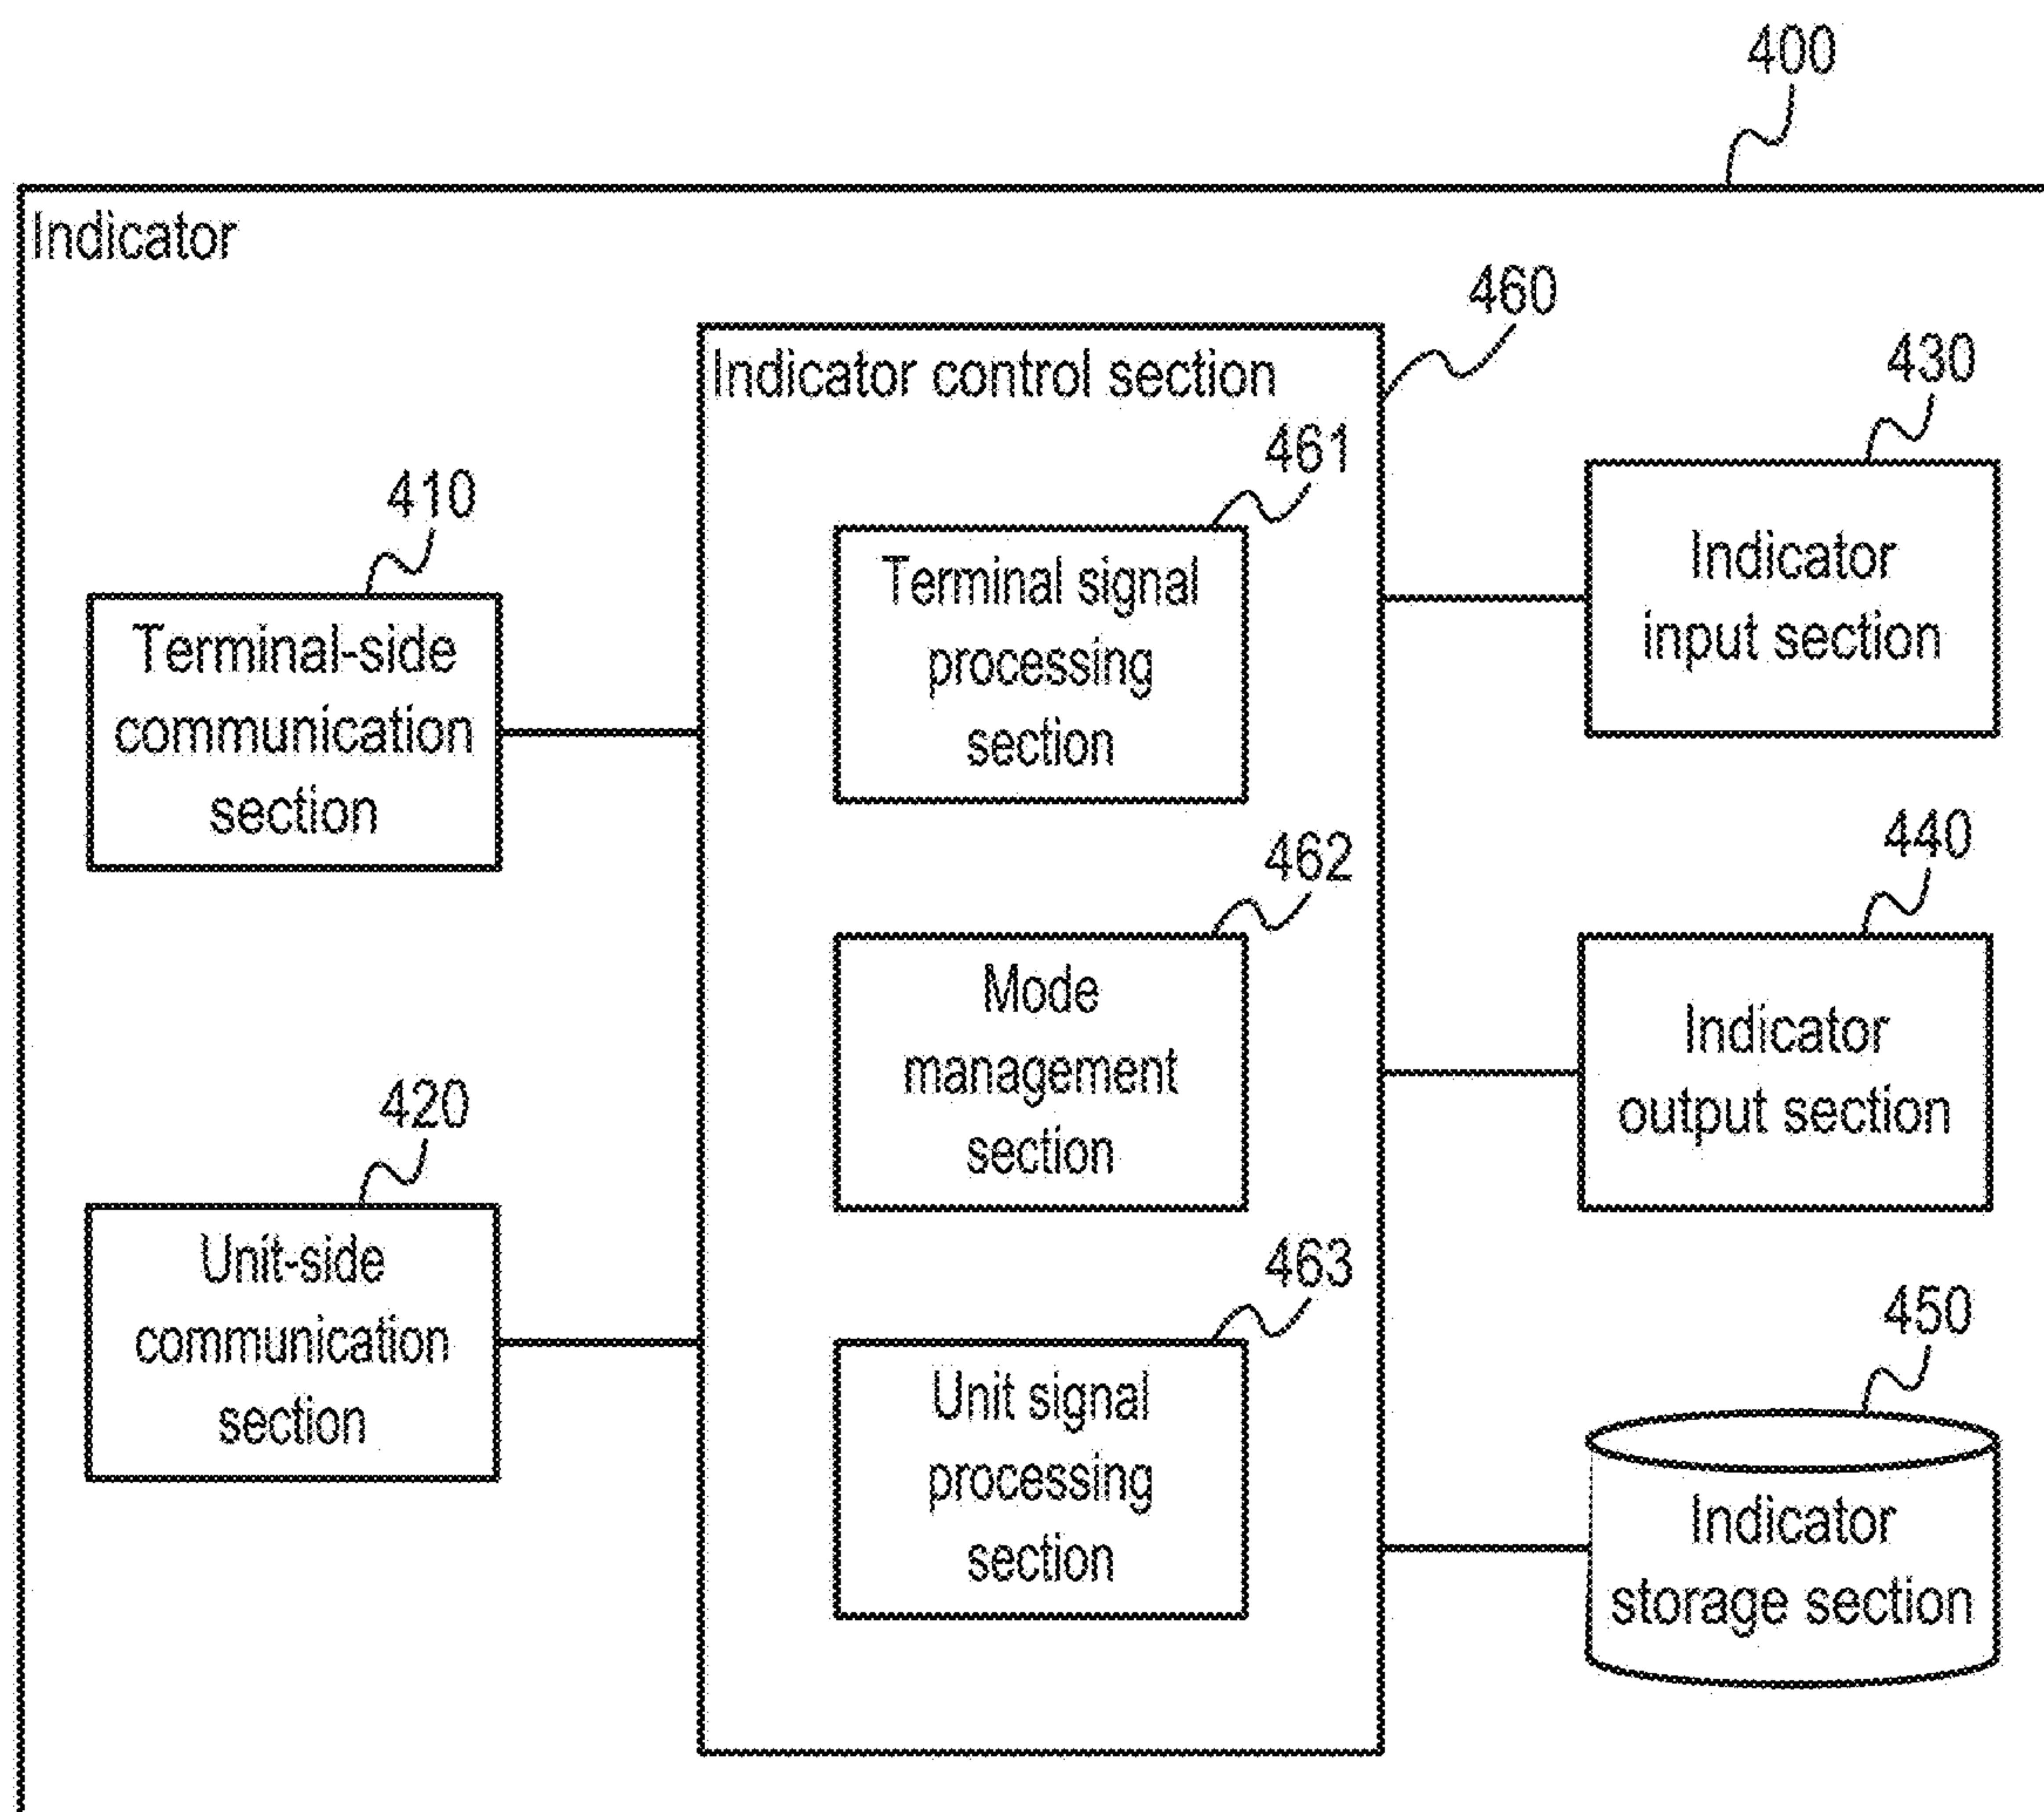 400
Indicator
460
Indicator control section
430
461
410
Terminal signal
processing
section
Indicator
input section
Terminal-side
communication
section
462
440
Mode
management
section
Indicator
output section
420
463
Unit-side
communication
section
450
Unit signal
processing
section
Indicator
storage section